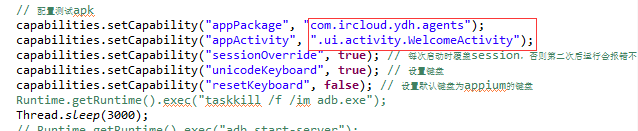 // 配置测试apk
capabilities.setCapability("appPackage", "com.ircloud.ydh.agents");
capabilities.setCapability("appActivity", ".ui.activity.WelcomeActivity");
capabilities.setCapability("sessionOverride", true); // 每次启动时覆盖session，否则第二次后运行会报错不
capabilities.setCapability("unicodeKeyboard", true); // 设置键盘
capabilities.setCapability("resetKeyboard", false); // 设置默认键盘为appium的键盘
Runtime.getRuntime().exec("taskkill /f /im adb.exe");
Thread.sleep(3000);
// Runtime.getRuntime().exec("adb start-server");